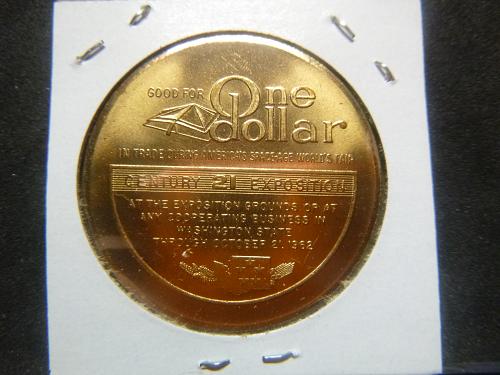 GOOD FOR One
dollar
IN TRADE DURING AMERICA'S SPACE-AGE WORLD'S FAIR
CENTURY 21 EXPOSITION
AT THE EXPOSITION GROUNDS OR AT
ANY COOPERATING BUSINESS IN
WASHINGTON STATE
THROUGH OCTOBER 21, 1962